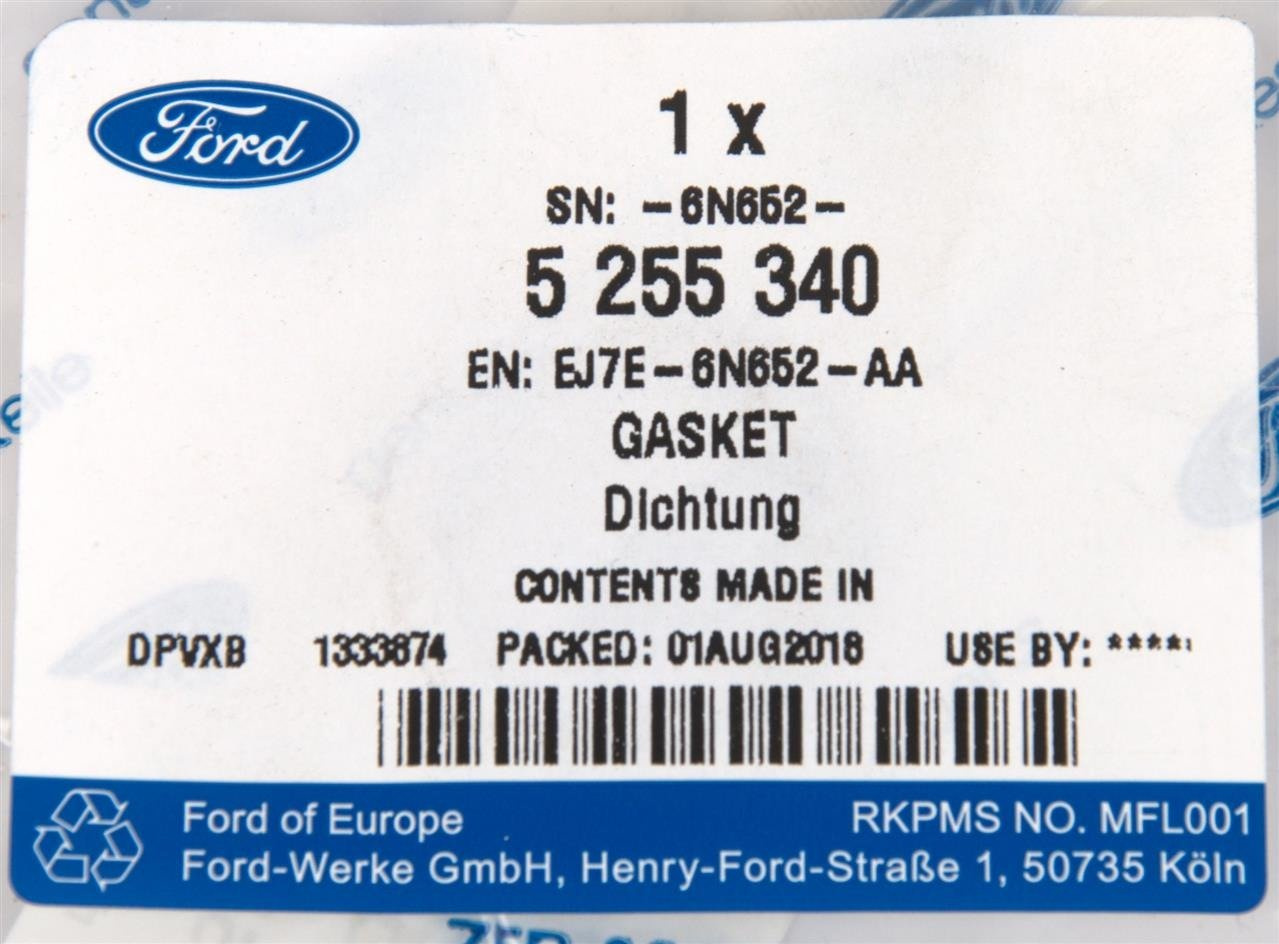 Ford
1 x
SN: -6N652-
5 255 340
EN: EJ7E-6N652-AA
GASKET
Dichtung
CONTENTS MADE IN
DPVXB 1333874 PACKED: 01AUG2018 USE BY: ****
Ford of Europe RKPMS NO. MFL001
Ford-Werke GmbH, Henry-Ford-Straße 1, 50735 Köln